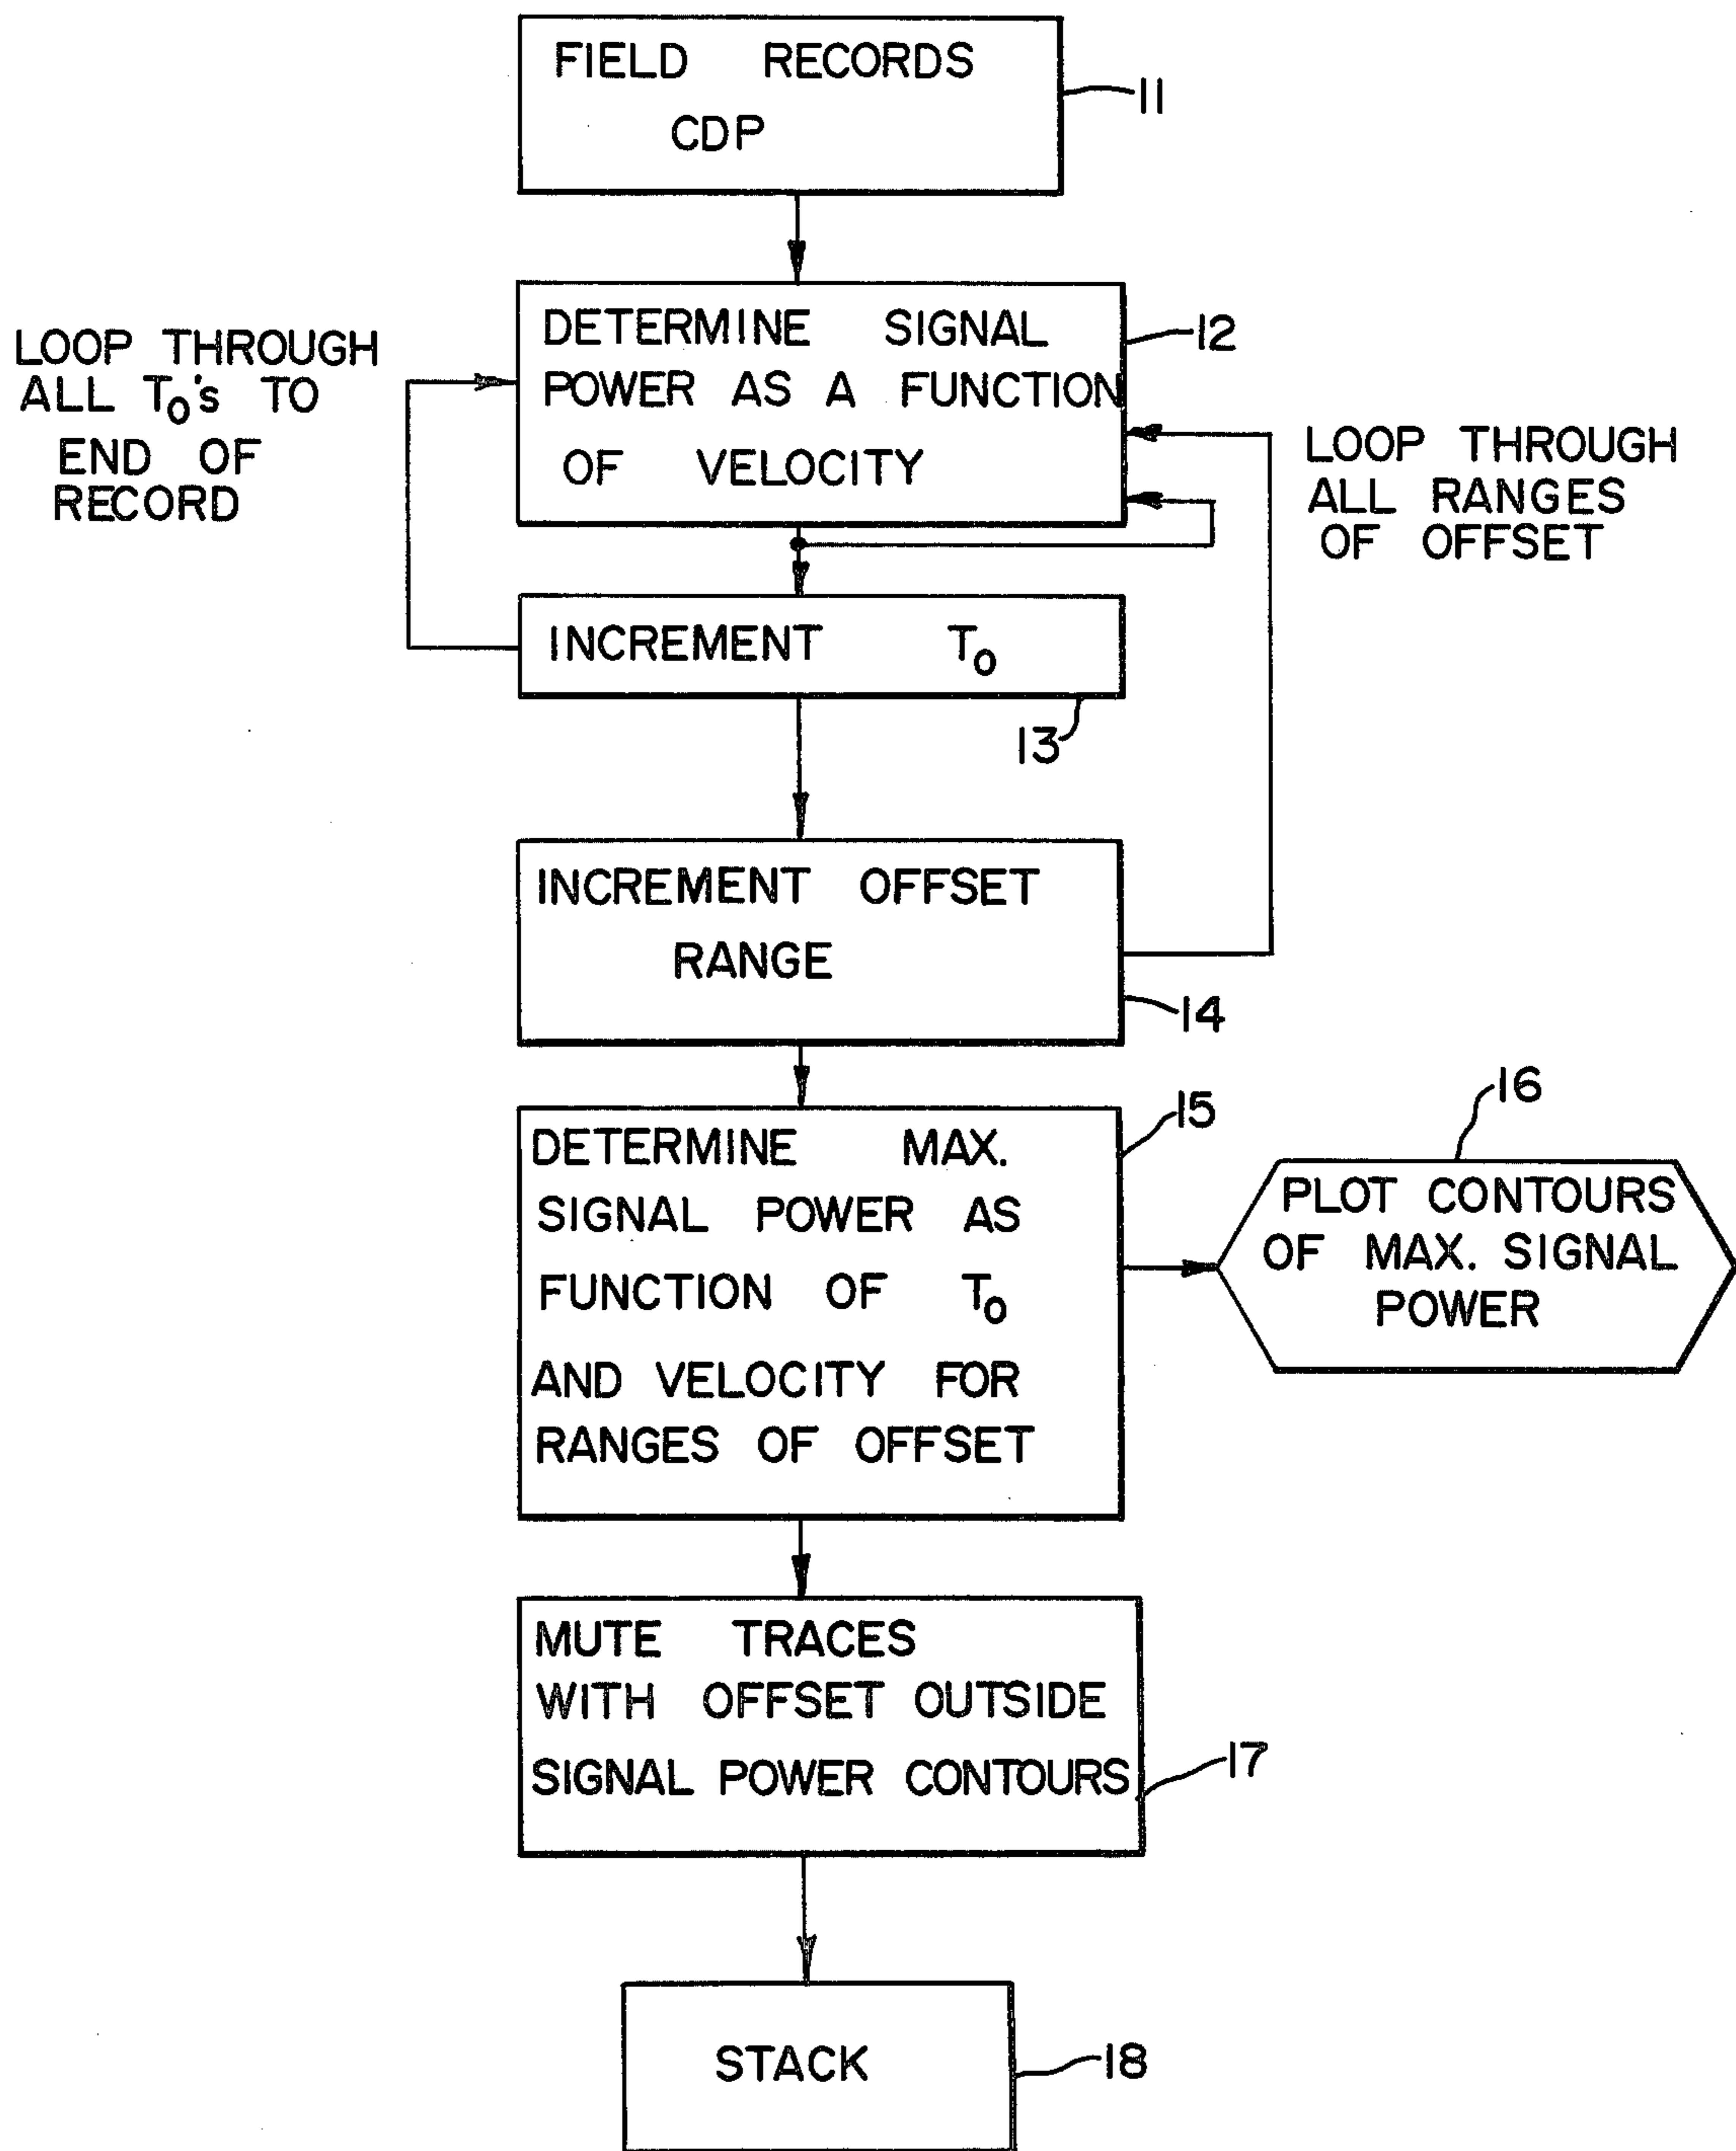 FIELD RECORDS
CDP
11
DETERMINE SIGNAL
POWER AS A FUNCTION
OF VELOCITY
12
LOOP THROUGH
ALL T₀'s TO
END OF
RECORD
LOOP THROUGH
ALL RANGES
OF OFFSET
INCREMENT T₀
13
INCREMENT OFFSET
RANGE
14
DETERMINE MAX.
SIGNAL POWER AS
FUNCTION OF T₀
AND VELOCITY FOR
RANGES OF OFFSET
15
16
PLOT CONTOURS
OF MAX. SIGNAL
POWER
MUTE TRACES
WITH OFFSET OUTSIDE
SIGNAL POWER CONTOURS
17
STACK
18